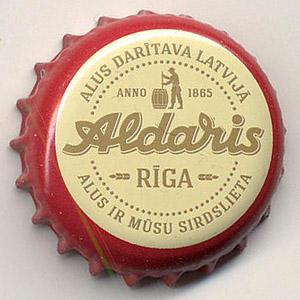 ALUS DARĪTAVA LATVIJĀ
ANNO 1865
Aldaris
RĪGA
ALUS IR MŪSU SIRDSLIETA